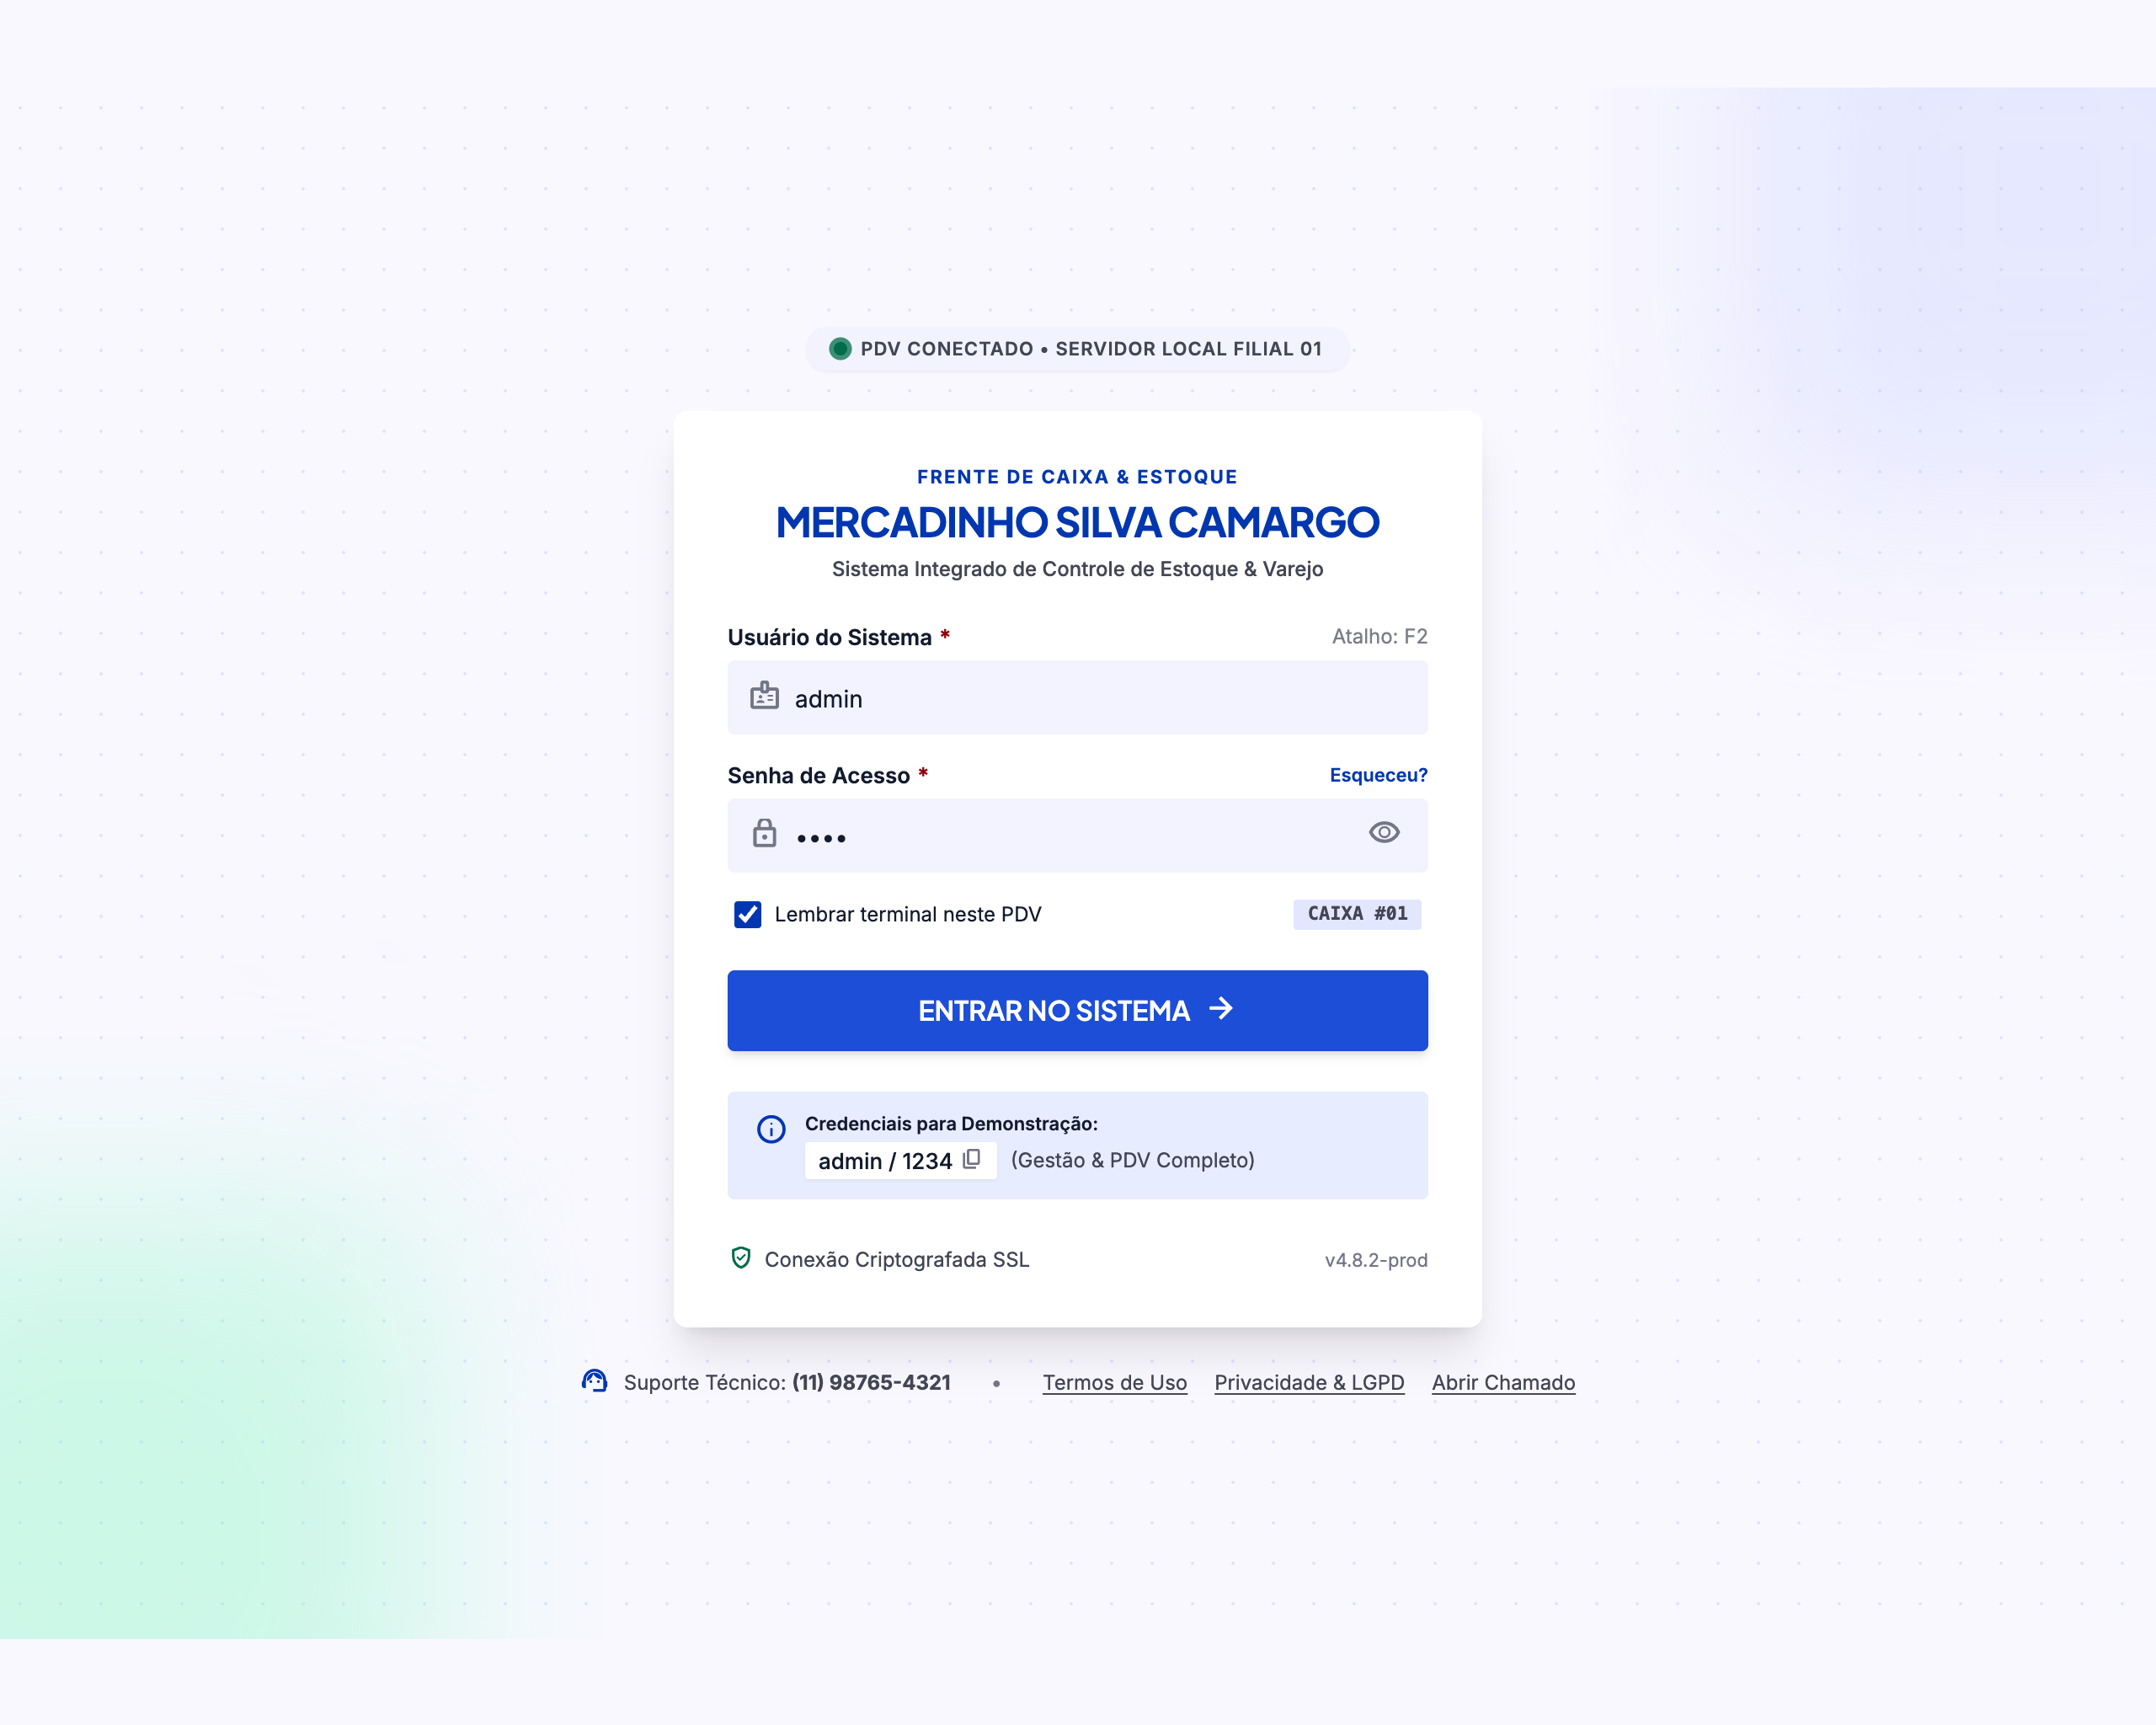 PDV CONECTADO • SERVIDOR LOCAL FILIAL 01
FRENTE DE CAIXA & ESTOQUE
MERCADINHO SILVA CAMARGO
Sistema Integrado de Controle de Estoque & Varejo
Usuário do Sistema * Atalho: F2
admin
Senha de Acesso * Esqueceu?
••••
Lembrar terminal neste PDV CAIXA #01
ENTRAR NO SISTEMA →
Credenciais para Demonstração:
admin / 1234 (Gestão & PDV Completo)
Conexão Criptografada SSL v4.8.2-prod
Suporte Técnico: (11) 98765-4321 • Termos de Uso Privacidade & LGPD Abrir Chamado